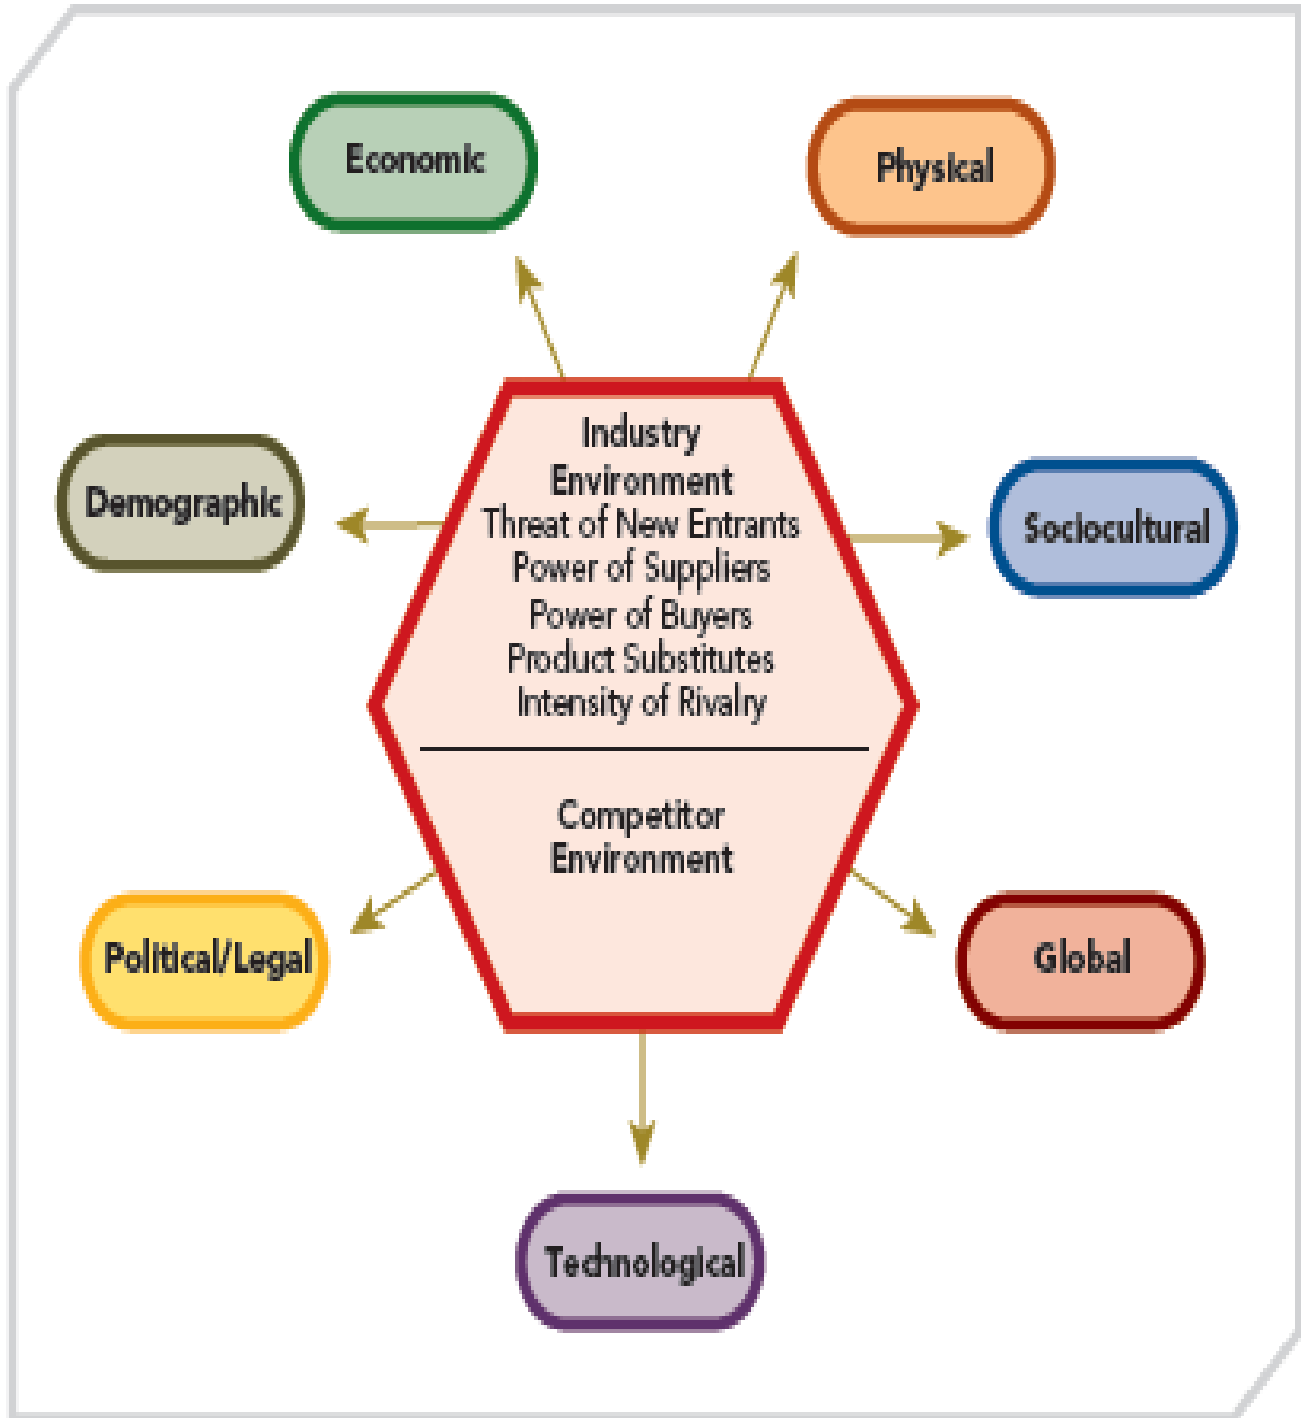 Economic
Physical
Industry
Environment
Threat of New Entrants
Power of Suppliers
Power of Buyers
Product Substitutes
Intensity of Rivalry
Demographic
Sociocultural
Competitor
Environment
Political/Legal
Global
Technological